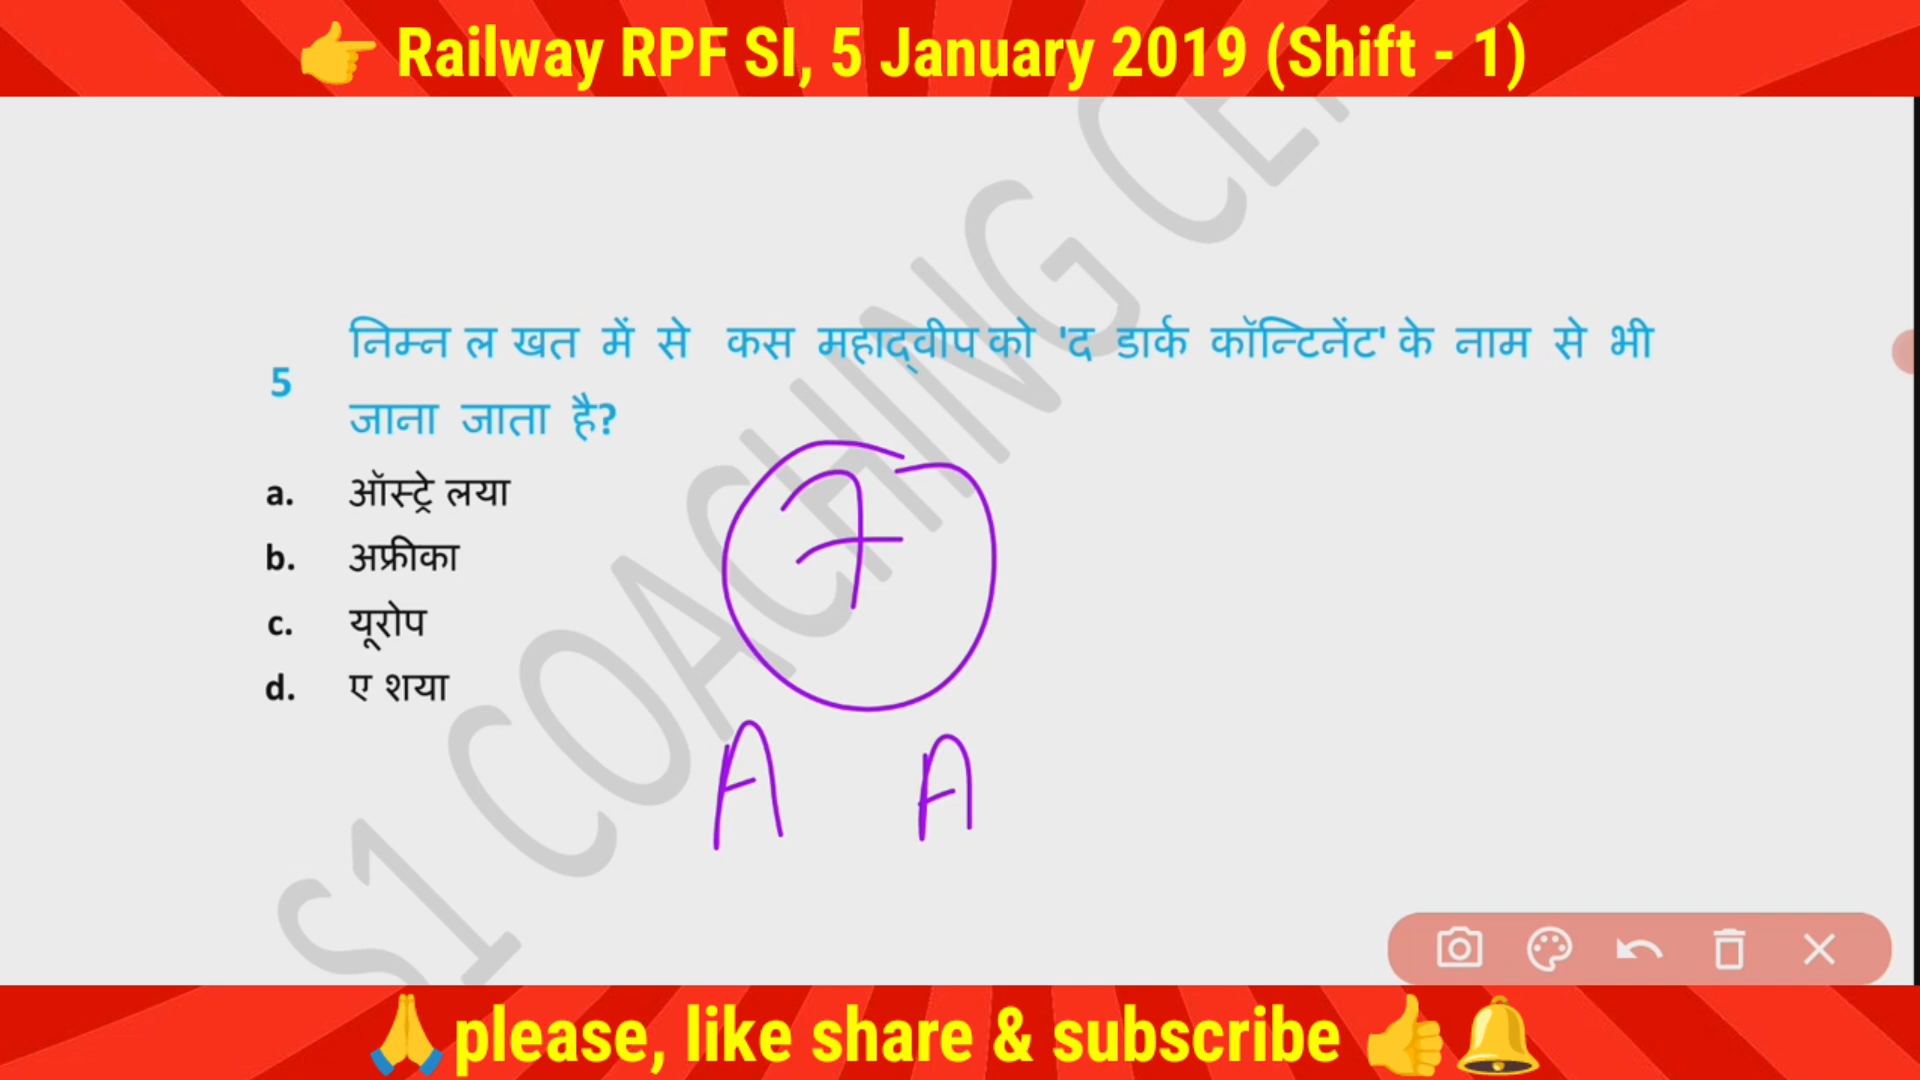 👉 Railway RPF SI, 5 January 2019 (Shift - 1)
S1 COACHING CE
5 निम्न ल खत में से कस महाद्वीप को 'द डार्क कॉन्टिनेंट' के नाम से भी
जाना जाता है?
a. ऑस्ट्रे लया
b. अफ्रीका
c. यूरोप
d. ए शया
7
A A
🙏please, like share & subscribe 👍🔔